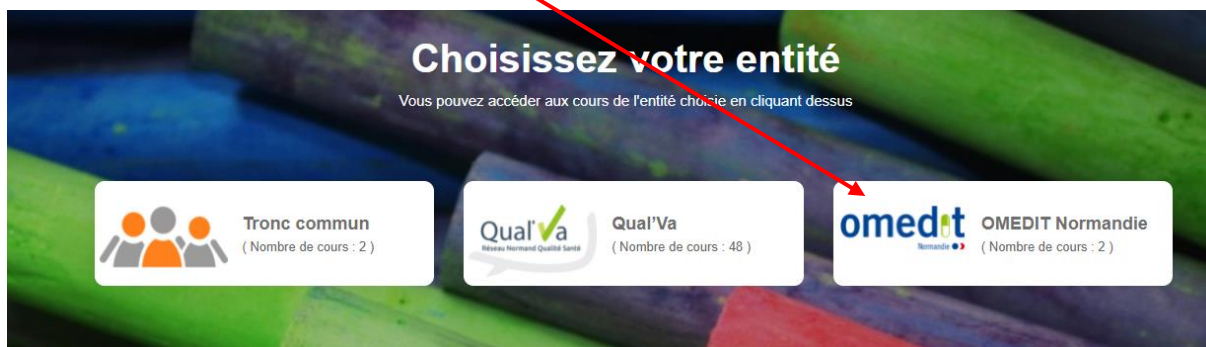 Choisissez votre entité
Vous pouvez accéder aux cours de l'entité choisie en cliquant dessus
Tronc commun
( Nombre de cours : 2 )
Qual'Va
Réseau Normand Qualité Santé
Qual'Va
( Nombre de cours : 48 )
omedit
Normandie
OMEDIT Normandie
( Nombre de cours : 2 )